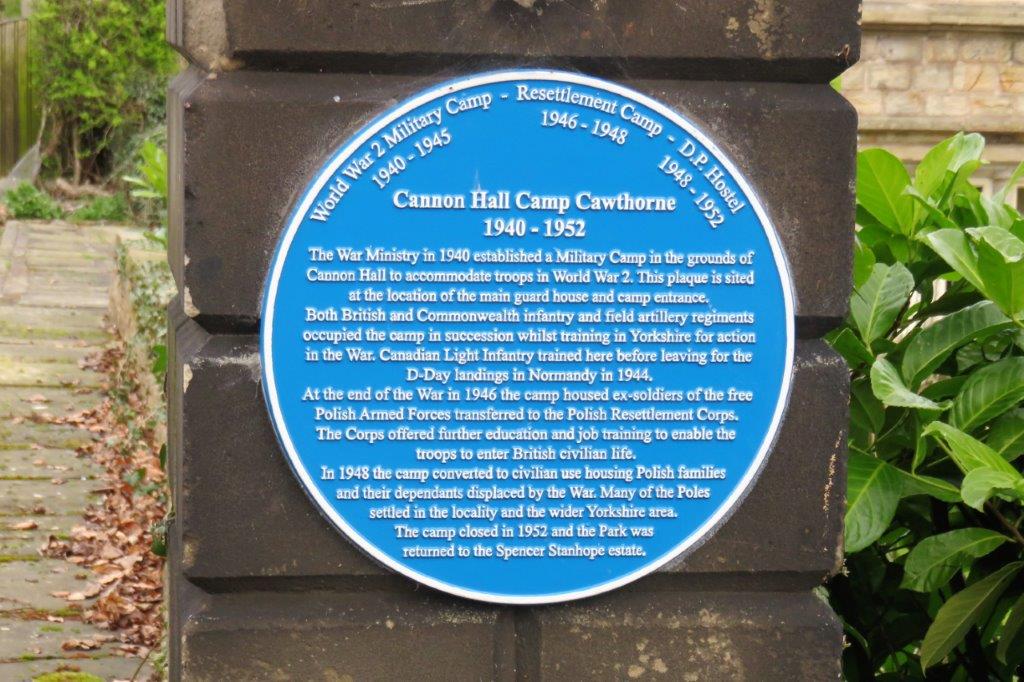 World War 2 Military Camp - Resettlement Camp - D.P. Hostel
1940 - 1945 1946 - 1948 1948 - 1952
Cannon Hall Camp Cawthorne
1940 - 1952
The War Ministry in 1940 established a Military Camp in the grounds of
Cannon Hall to accommodate troops in World War 2. This plaque is sited
at the location of the main guard house and camp entrance.
Both British and Commonwealth infantry and field artillery regiments
occupied the camp in succession whilst training in Yorkshire for action
in the War. Canadian Light Infantry trained here before leaving for the
D-Day landings in Normandy in 1944.
At the end of the War in 1946 the camp housed ex-soldiers of the free
Polish Armed Forces transferred to the Polish Resettlement Corps.
The Corps offered further education and job training to enable the
troops to enter British civilian life.
In 1948 the camp converted to civilian use housing Polish families
and their dependants displaced by the War. Many of the Poles
settled in the locality and the wider Yorkshire area.
The camp closed in 1952 and the Park was
returned to the Spencer Stanhope estate.